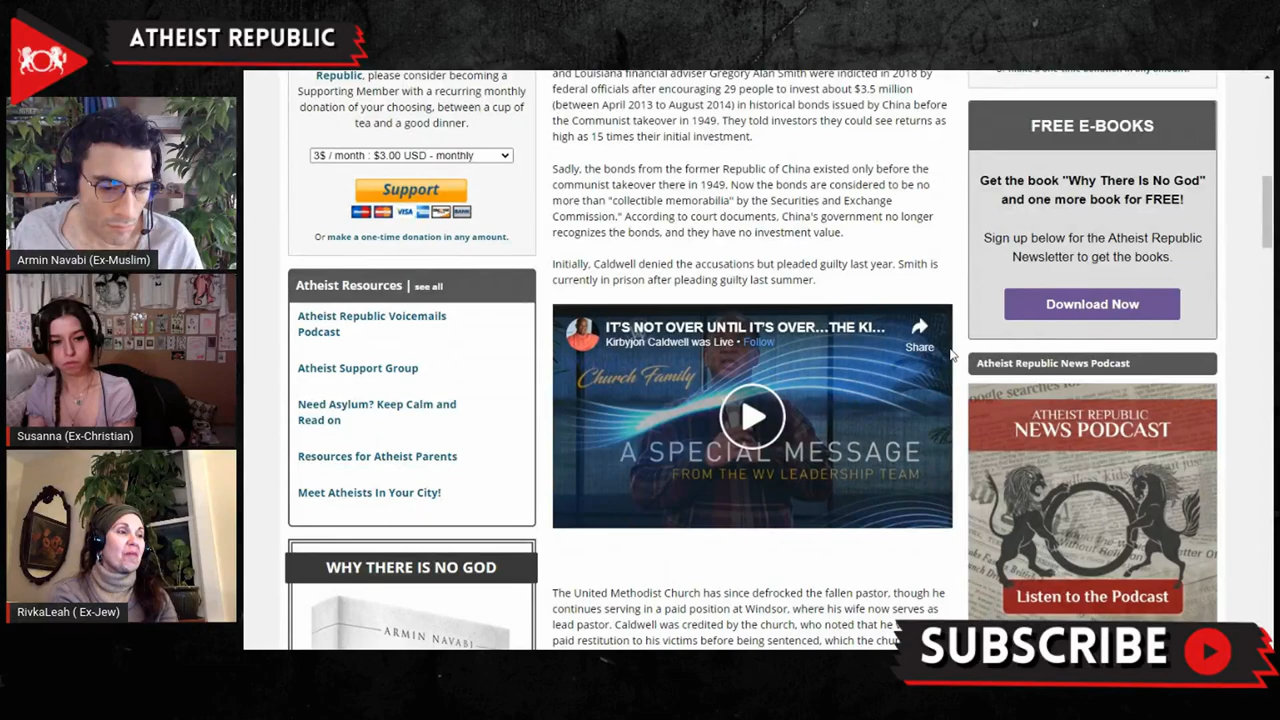 ATHEIST REPUBLIC
Armin Navabi (Ex-Muslim)
Susanna (Ex-Christian)
RivkaLeah ( Ex-Jew)
Republic, please consider becoming a
Supporting Member with a recurring monthly
donation of your choosing, between a cup of
tea and a good dinner.
3$ / month : $3.00 USD - monthly
Support
VISA
BANK
Or make a one-time donation in any amount.
Atheist Resources | see all
Atheist Republic Voicemails
Podcast
Atheist Support Group
Need Asylum? Keep Calm and
Read on
Resources for Atheist Parents
Meet Atheists In Your City!
WHY THERE IS NO GOD
ARMIN NAVABI
and Louisiana financial adviser Gregory Alan Smith were indicted in 2018 by
federal officials after encouraging 29 people to invest about $3.5 million
(between April 2013 to August 2014) in historical bonds issued by China before
the Communist takeover in 1949. They told investors they could see returns as
high as 15 times their initial investment.
Sadly, the bonds from the former Republic of China existed only before the
communist takeover there in 1949. Now the bonds are considered to be no
more than "collectible memorabilia" by the Securities and Exchange
Commission." According to court documents, China's government no longer
recognizes the bonds, and they have no investment value.
Initially, Caldwell denied the accusations but pleaded guilty last year. Smith is
currently in prison after pleading guilty last summer.
IT'S NOT OVER UNTIL IT'S OVER...THE KI...
Kirbyjon Caldwell was Live • Follow
Share
Church Family
A SPECIAL MESSAGE
FROM THE WV LEADERSHIP TEAM
The United Methodist Church has since defrocked the fallen pastor, though he
continues serving in a paid position at Windsor, where his wife now serves as
lead pastor. Caldwell was credited by the church, who noted that he
paid restitution to his victims before being sentenced, which the
Or make a one-time donation in any amount.
FREE E-BOOKS
Get the book "Why There Is No God"
and one more book for FREE!
Sign up below for the Atheist Republic
Newsletter to get the books.
Download Now
Atheist Republic News Podcast
ATHEIST REPUBLIC
NEWS PODCAST
Listen to the Podcast
SUBSCRIBE